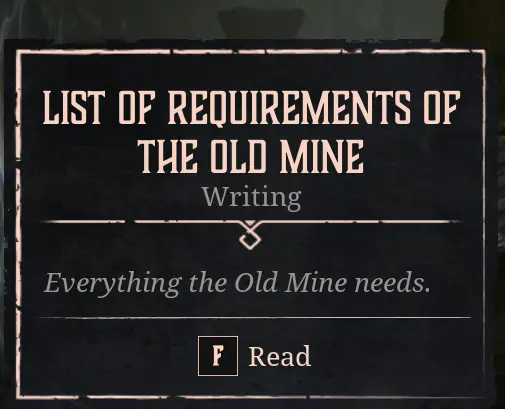 LIST OF REQUIREMENTS OF
THE OLD MINE
Writing
Everything the Old Mine needs.
F Read